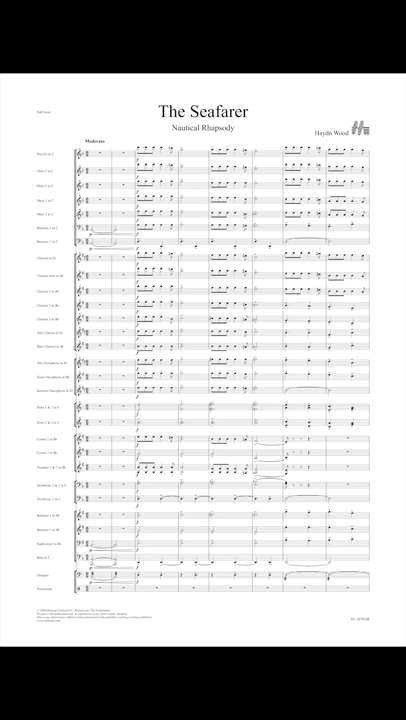 The Seafarer
Full Score
Nautical Rhapsody
Haydn Wood
Moderato
Piccolo in C
Flute 1 in C
Flute 2 in C
Oboe 1 in C
Oboe 2 in C
Bassoon 1 in C
Bassoon 2 in C
Clarinet in Eb
Clarinet Solo in Bb
Clarinet 1 in Bb
Clarinet 2 in Bb
Clarinet 3 in Bb
Alto Clarinet in Eb
Bass Clarinet in Bb
Alto Saxophone in Eb
Tenor Saxophone in Bb
Baritone Saxophone in Eb
Horn 1 & 3 in F
Horn 2 & 4 in F
Cornet 1 in Bb
Cornet 2 in Bb
Trumpet 1 & 2 in Bb
Trombone 1 & 2 in C
Trombone 3 in C
Baritone 1 in Bb
Baritone 2 in Bb
Euphonium in Bb
Bass in C
Timpani
Percussion